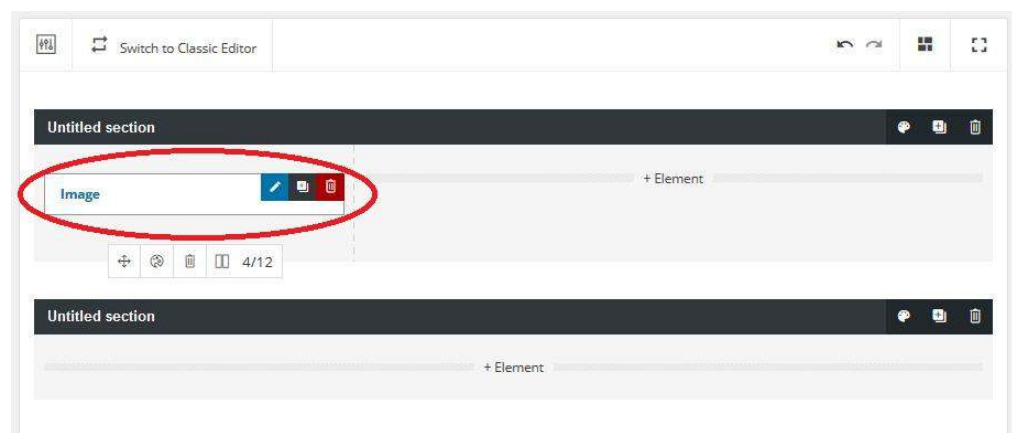 Switch to Classic Editor
Untitled section
Image
+ Element
4/12
Untitled section
+ Element